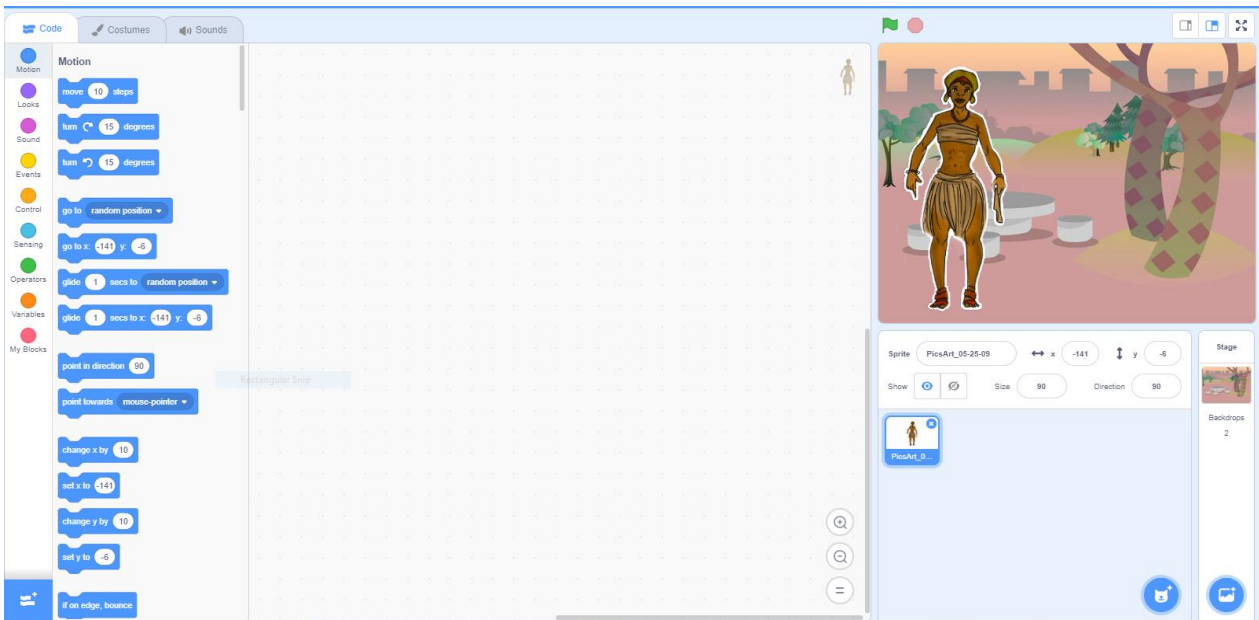 Code
Costumes
Sounds
Motion
Looks
Sound
Events
Control
Sensing
Operators
Variables
My Blocks
Motion
move 10 steps
turn 15 degrees
turn 15 degrees
go to random position
go to x: -141 y: -6
glide 1 secs to random position
glide 1 secs to x: -141 y: -6
point in direction 90
point towards mouse-pointer
change x by 10
set x to -141
change y by 10
set y to -6
if on edge, bounce
Rectangular Snip
Sprite PicsArt_05-25-09 x -141 y -6
Show Size 90 Direction 90
PicsArt_0...
Stage
Backdrops
2